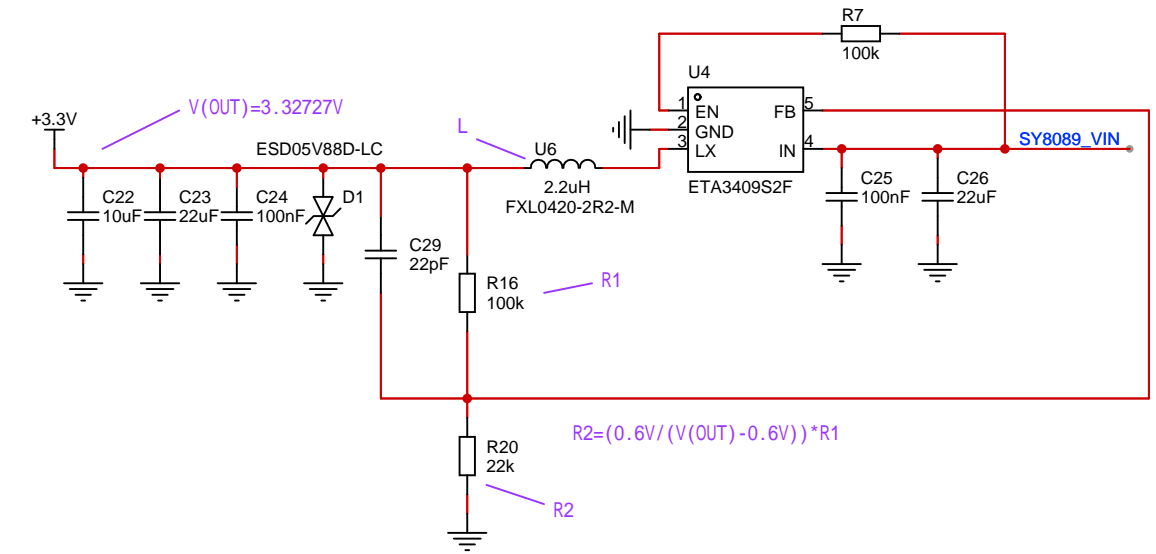 R7
100k
U4
V(OUT)=3.32727V
1
EN
FB
5
+3.3V
L
2
GND
SY8089_VIN
ESD05V88D-LC
U6
3
LX
IN
4
2.2uH
ETA3409S2F
FXL0420-2R2-M
C22
10uF
C23
22uF
C24
100nF
D1
C25
100nF
C26
22uF
C29
22pF
R16
100k
R1
R2=(0.6V/(V(OUT)-0.6V))*R1
R20
22k
R2